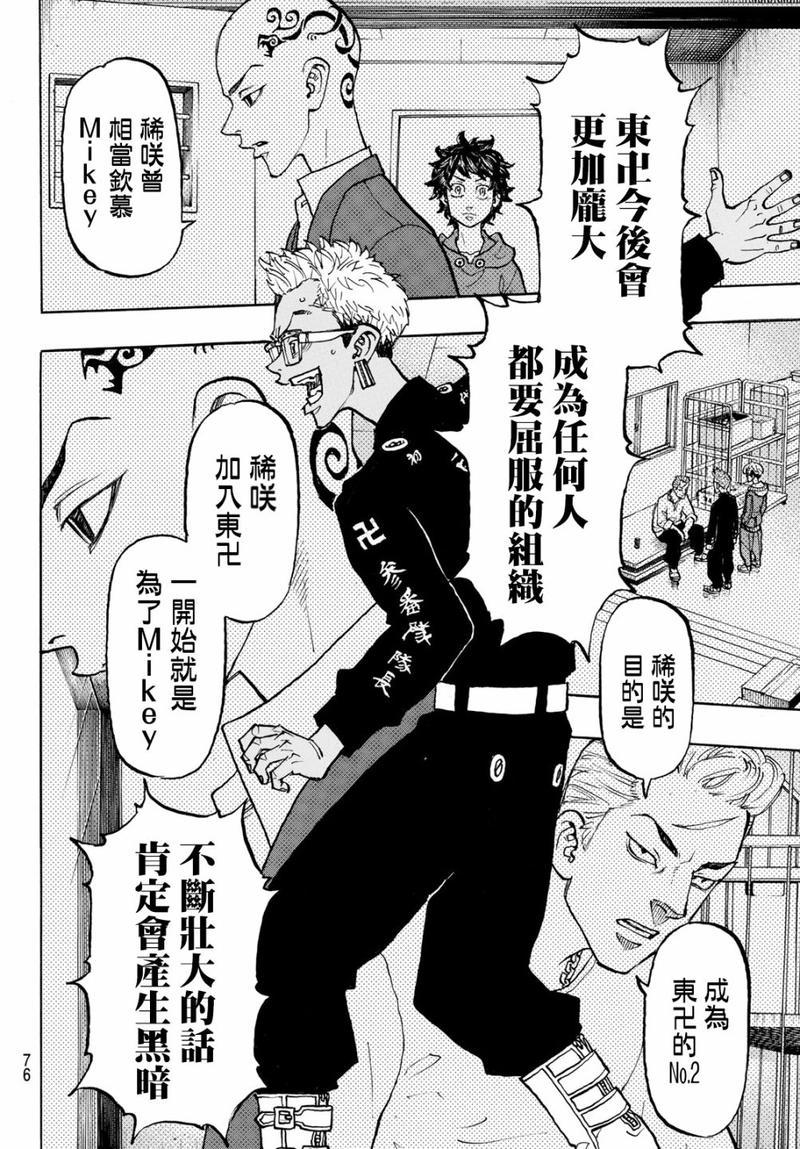 東卍今後會
更加龐大
稀咲曾
相當欽慕
Mikey
成為任何人
都要屈服的組織
稀咲的
目的是
稀咲
加入東卍
一開始就是
為了Mikey
卍
参番隊隊長
成為
東卍的
No.2
不斷壯大的話
肯定會產生黑暗
76